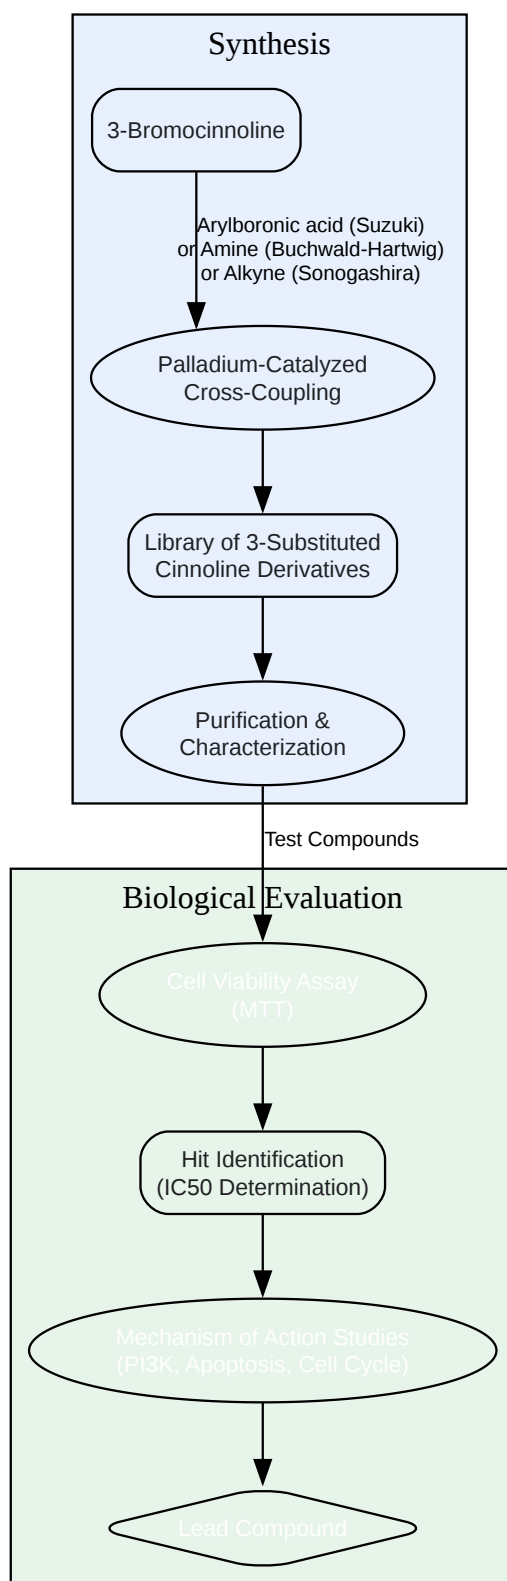 Synthesis
3-Bromocinnoline
Arylboronic acid (Suzuki)
or Amine (Buchwald-Hartwig)
or Alkyne (Sonogashira)
Palladium-Catalyzed
Cross-Coupling
Library of 3-Substituted
Cinnoline Derivatives
Purification &
Characterization
Test Compounds
Biological Evaluation
Cell Viability Assay
(MTT)
Hit Identification
(IC50 Determination)
Mechanism of Action Studies
(PI3K, Apoptosis, Cell Cycle)
Lead Compound